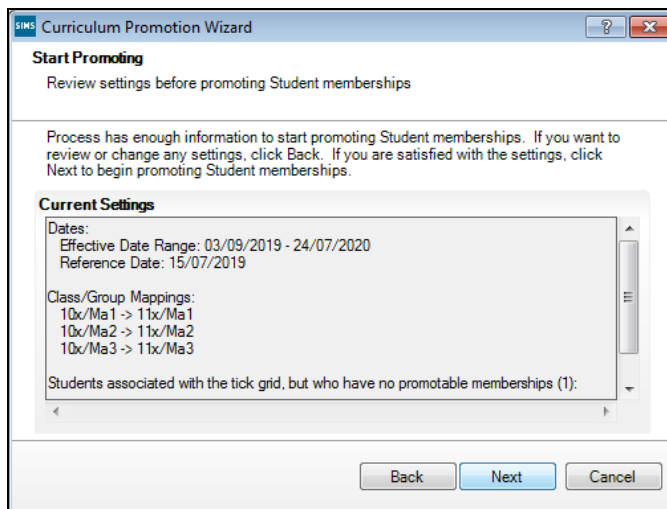 SIMS Curriculum Promotion Wizard
Start Promoting
Review settings before promoting Student memberships
Process has enough information to start promoting Student memberships. If you want to
review or change any settings, click Back. If you are satisfied with the settings, click
Next to begin promoting Student memberships.
Current Settings
Dates:
Effective Date Range: 03/09/2019 - 24/07/2020
Reference Date: 15/07/2019
Class/Group Mappings:
10x/Ma1 -> 11x/Ma1
10x/Ma2 -> 11x/Ma2
10x/Ma3 -> 11x/Ma3
Students associated with the tick grid, but who have no promotable memberships (1):
Back Next Cancel